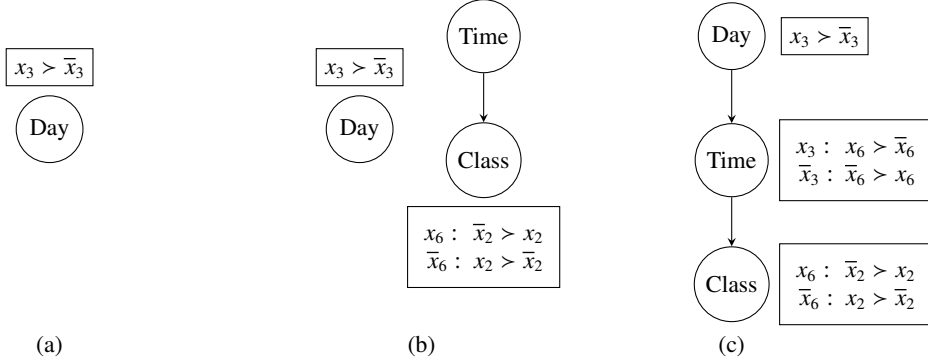 x₃ ≻ x̅₃
Day
(a)
x₃ ≻ x̅₃
Day
Time
Class
x₆ : x̅₂ ≻ x₂
x̅₆ : x₂ ≻ x̅₂
(b)
Day
x₃ ≻ x̅₃
Time
x₃ : x₆ ≻ x̅₆
x̅₃ : x̅₆ ≻ x₆
Class
x₆ : x̅₂ ≻ x₂
x̅₆ : x₂ ≻ x̅₂
(c)